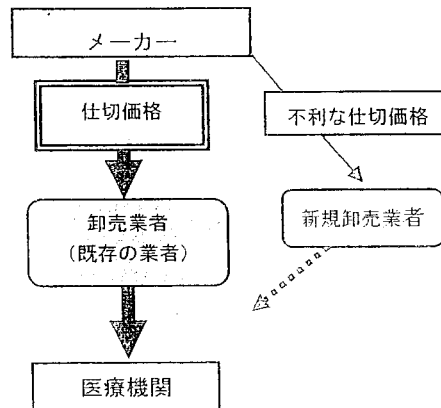 メーカー
仕切価格
不利な仕切価格
卸売業者
(既存の業者)
新規卸売業者
医療機関